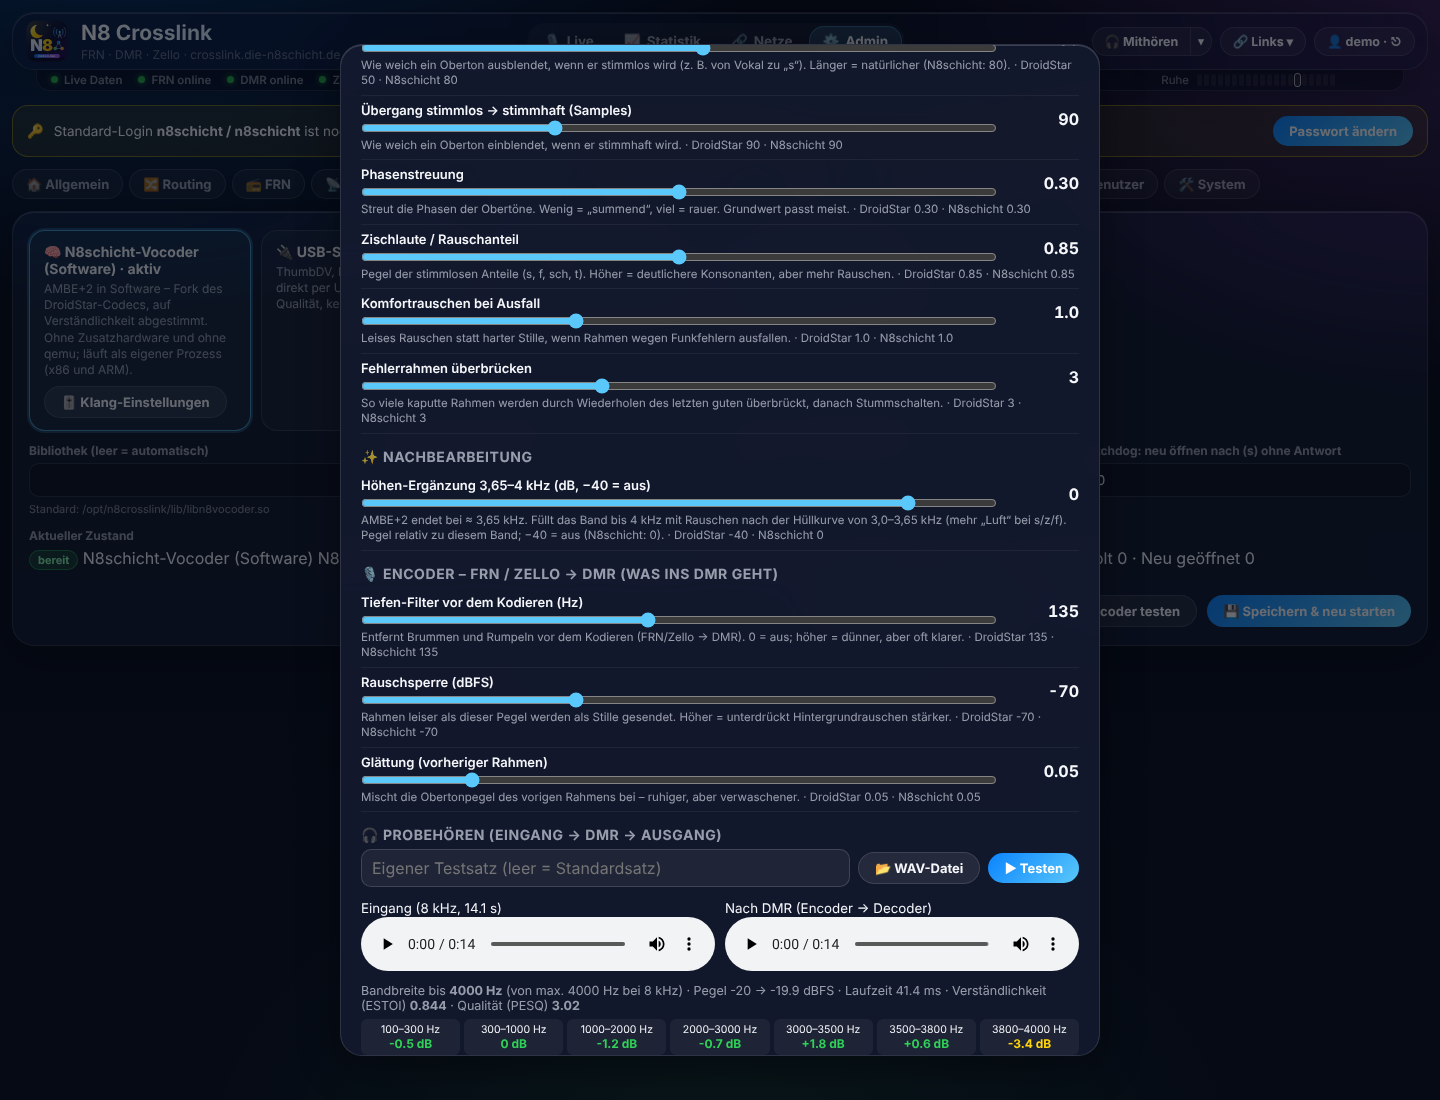 N8 Crosslink
FRN · DMR · Zello · crosslink.die-n8schicht.de
Live
Statistik
Netze
Admin
Mithören
Links
demo
Live Daten
FRN online
DMR online
Ruhe
Standard-Login n8schicht / n8schicht ist
Passwort ändern
Allgemein
Routing
FRN
System
N8schicht-Vocoder
(Software) · aktiv
AMBE+2 in Software – Fork des
DroidStar-Codecs, auf
Verständlichkeit abgestimmt.
Ohne Zusatzhardware und ohne
qemu; läuft als eigener Prozess
(x86 und ARM).
Klang-Einstellungen
ThumbDV,
direkt per
Qualität,
Bibliothek (leer = automatisch)
neu öffnen nach (s) ohne Antwort
Standard: /opt/n8crosslink/lib/libn8vocoder.so
Aktueller Zustand
bereit N8schicht-Vocoder (Software)
0 · Neu geöffnet 0
testen
Speichern & neu starten
Wie weich ein Oberton ausblendet, wenn er stimmlos wird (z. B. von Vokal zu „s“). Länger = natürlicher (N8schicht: 80). · DroidStar
50 · N8schicht 80
Übergang stimmlos → stimmhaft (Samples)
90
Wie weich ein Oberton einblendet, wenn er stimmhaft wird. · DroidStar 90 · N8schicht 90
Phasenstreuung
0.30
Streut die Phasen der Obertöne. Wenig = „summend“, viel = rauer. Grundwert passt meist. · DroidStar 0.30 · N8schicht 0.30
Zischlaute / Rauschanteil
0.85
Pegel der stimmlosen Anteile (s, f, sch, t). Höher = deutlichere Konsonanten, aber mehr Rauschen. · DroidStar 0.85 · N8schicht 0.85
Komfortrauschen bei Ausfall
1.0
Leises Rauschen statt harter Stille, wenn Rahmen wegen Funkfehlern ausfallen. · DroidStar 1.0 · N8schicht 1.0
Fehlerrahmen überbrücken
3
So viele kaputte Rahmen werden durch Wiederholen des letzten guten überbrückt, danach Stummschalten. · DroidStar 3 ·
N8schicht 3
✨ NACHBEARBEITUNG
Höhen-Ergänzung 3,65–4 kHz (dB, −40 = aus)
0
AMBE+2 endet bei ≈ 3,65 kHz. Füllt das Band bis 4 kHz mit Rauschen nach der Hüllkurve von 3,0–3,65 kHz (mehr „Luft“ bei s/z/f).
Pegel relativ zu diesem Band; −40 = aus (N8schicht: 0). · DroidStar -40 · N8schicht 0
ENCODER – FRN / ZELLO → DMR (WAS INS DMR GEHT)
Tiefen-Filter vor dem Kodieren (Hz)
135
Entfernt Brummen und Rumpeln vor dem Kodieren (FRN/Zello → DMR). 0 = aus; höher = dünner, aber oft klarer. · DroidStar 135 ·
N8schicht 135
Rauschsperre (dBFS)
-70
Rahmen leiser als dieser Pegel werden als Stille gesendet. Höher = unterdrückt Hintergrundrauschen stärker. · DroidStar -70 ·
N8schicht -70
Glättung (vorheriger Rahmen)
0.05
Mischt die Obertonpegel des vorigen Rahmens bei – ruhiger, aber verwaschener. · DroidStar 0.05 · N8schicht 0.05
PROBEHÖREN (EINGANG → DMR → AUSGANG)
Eigener Testsatz (leer = Standardsatz)
WAV-Datei
▶ Testen
Eingang (8 kHz, 14.1 s)
Nach DMR (Encoder → Decoder)
0:00 / 0:14
0:00 / 0:14
Bandbreite bis 4000 Hz (von max. 4000 Hz bei 8 kHz) · Pegel -20 → -19.9 dBFS · Laufzeit 41.4 ms · Verständlichkeit
(ESTOI) 0.844 · Qualität (PESQ) 3.02
100–300 Hz
300–1000 Hz
1000–2000 Hz
2000–3000 Hz
3000–3500 Hz
3500–3800 Hz
3800–4000 Hz
-0.5 dB
0 dB
-1.2 dB
-0.7 dB
+1.8 dB
+0.6 dB
-3.4 dB